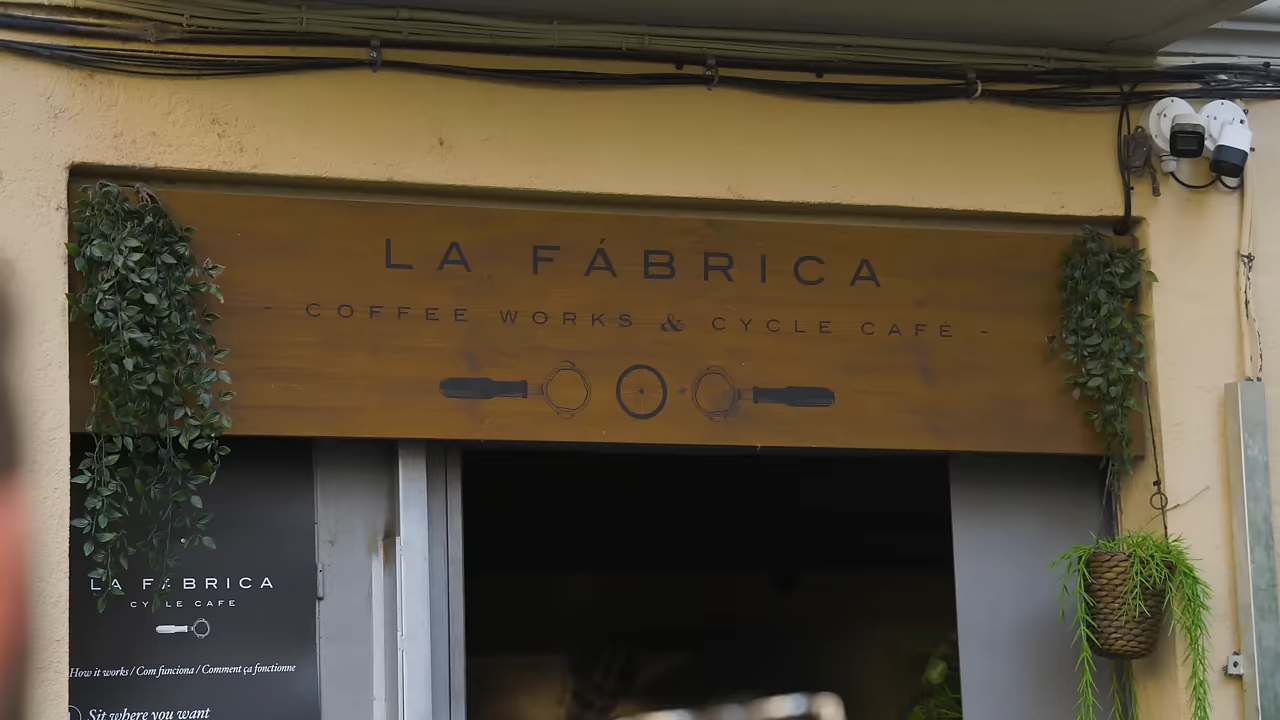 LA FÁBRICA
- COFFEE WORKS & CYCLE CAFÉ -
LA FÁBRICA
CYCLE CAFE
How it works / Com funciona / Comment ça fonctionne
Sit where you want